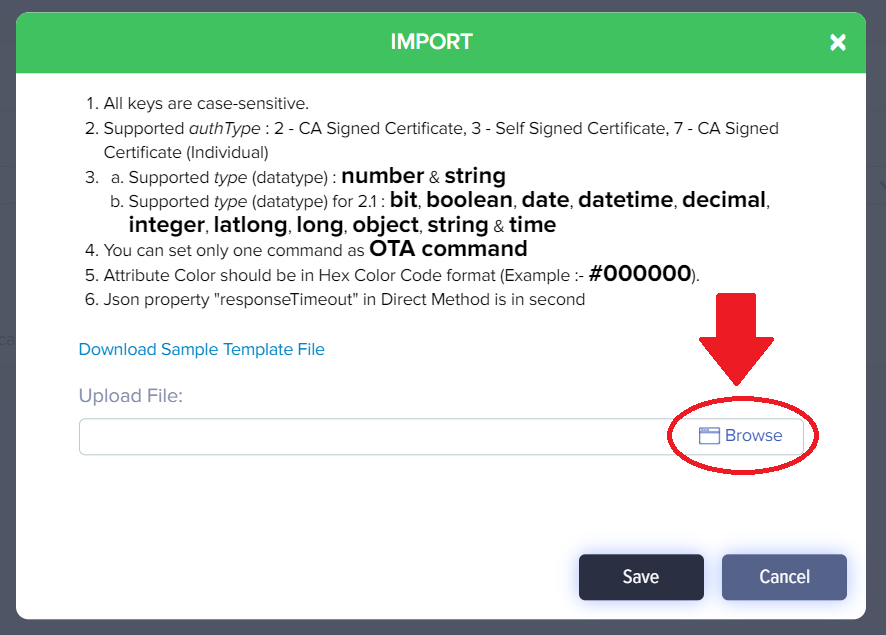 IMPORT
1. All keys are case-sensitive.
2. Supported authType : 2 - CA Signed Certificate, 3 - Self Signed Certificate, 7 - CA Signed
Certificate (Individual)
3. a. Supported type (datatype) : number & string
b. Supported type (datatype) for 2.1 : bit, boolean, date, datetime, decimal,
integer, latlong, long, object, string & time
4. You can set only one command as OTA command
5. Attribute Color should be in Hex Color Code format (Example :- #000000).
6. Json property "responseTimeout" in Direct Method is in second
Download Sample Template File
Upload File:
Browse
Save Cancel